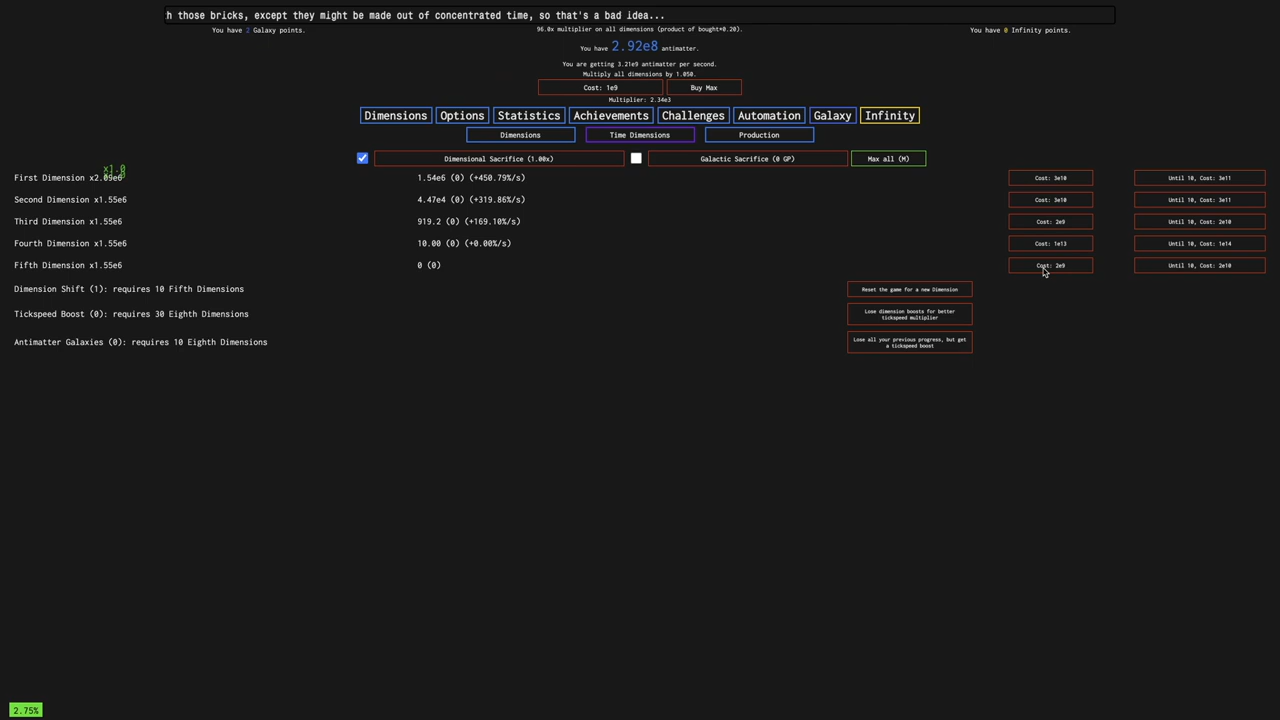 h those bricks, except they might be made out of concentrated time, so that's a bad idea...
You have 2 Galaxy points.
96.0x multiplier on all dimensions (product of bought+0.20).
You have 0 Infinity points.
You have 2.92e8 antimatter.
You are getting 3.21e9 antimatter per second.
Multiply all dimensions by 1.050.
Cost: 1e9 Buy Max
Multiplier: 2.34e3
Dimensions Options Statistics Achievements Challenges Automation Galaxy Infinity
Dimensions Time Dimensions Production
Dimensional Sacrifice (1.00x) Galactic Sacrifice (0 GP) Max all (M)
x1.0
First Dimension x2.09e6 1.54e6 (0) (+450.79%/s) Cost: 3e10 Until 10, Cost: 3e11
Second Dimension x1.55e6 4.47e4 (0) (+319.86%/s) Cost: 3e10 Until 10, Cost: 3e11
Third Dimension x1.55e6 919.2 (0) (+169.10%/s) Cost: 2e9 Until 10, Cost: 2e10
Fourth Dimension x1.55e6 10.00 (0) (+0.00%/s) Cost: 1e13 Until 10, Cost: 1e14
Fifth Dimension x1.55e6 0 (0) Cost: 2e9 Until 10, Cost: 2e10
Dimension Shift (1): requires 10 Fifth Dimensions Reset the game for a new Dimension
Tickspeed Boost (0): requires 30 Eighth Dimensions Lose dimension boosts for better
tickspeed multiplier
Antimatter Galaxies (0): requires 10 Eighth Dimensions Lose all your previous progress, but get
a tickspeed boost
2.75%